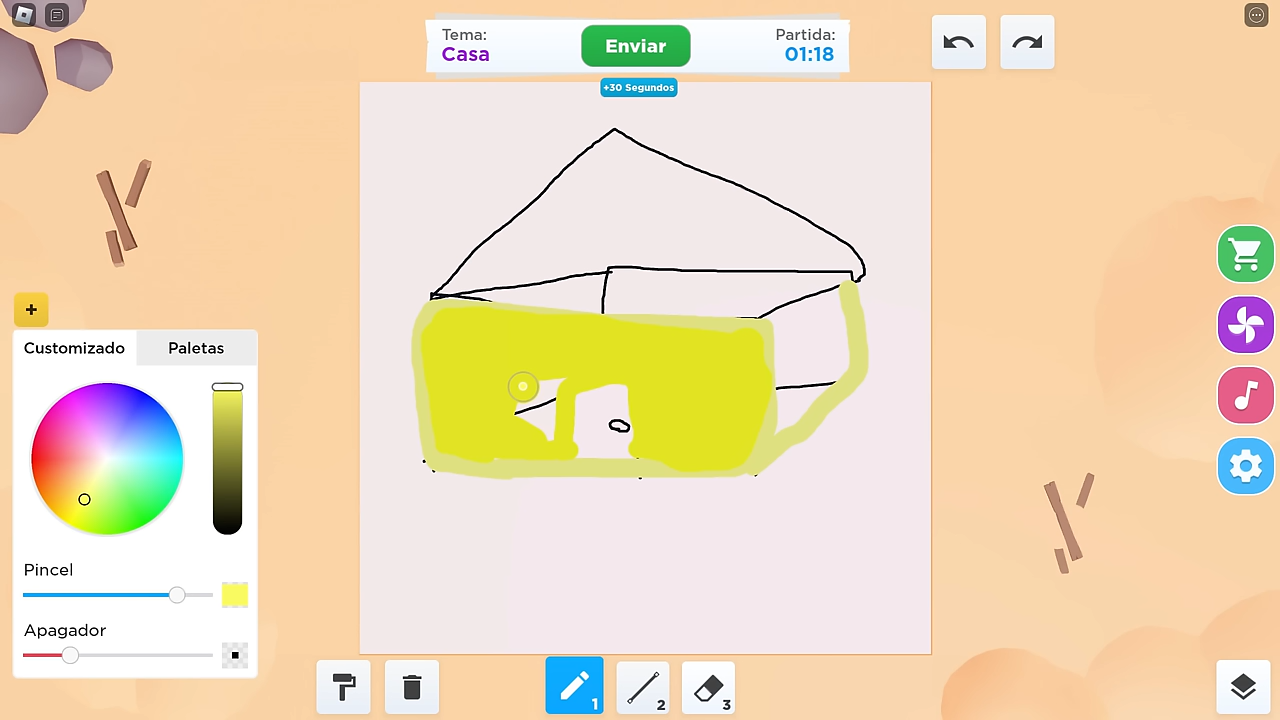 Tema:
Casa
Enviar
Partida:
01:18
+30 Segundos
+
Customizado
Paletas
Pincel
Apagador
1
2
3